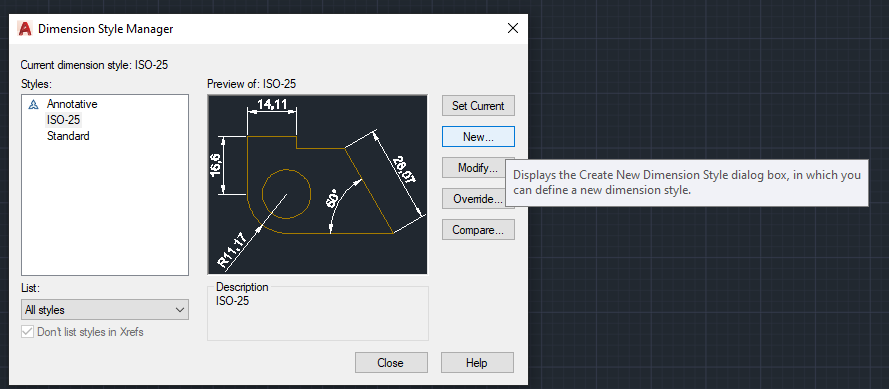 Dimension Style Manager
Current dimension style: ISO-25
Styles:
Annotative
ISO-25
Standard
Preview of: ISO-25
14,11
16,6
28,07
60°
R11,17
Set Current
New...
Modify...
Override...
Compare...
Displays the Create New Dimension Style dialog box, in which you
can define a new dimension style.
List:
All styles
Don't list styles in Xrefs
Description
ISO-25
Close
Help